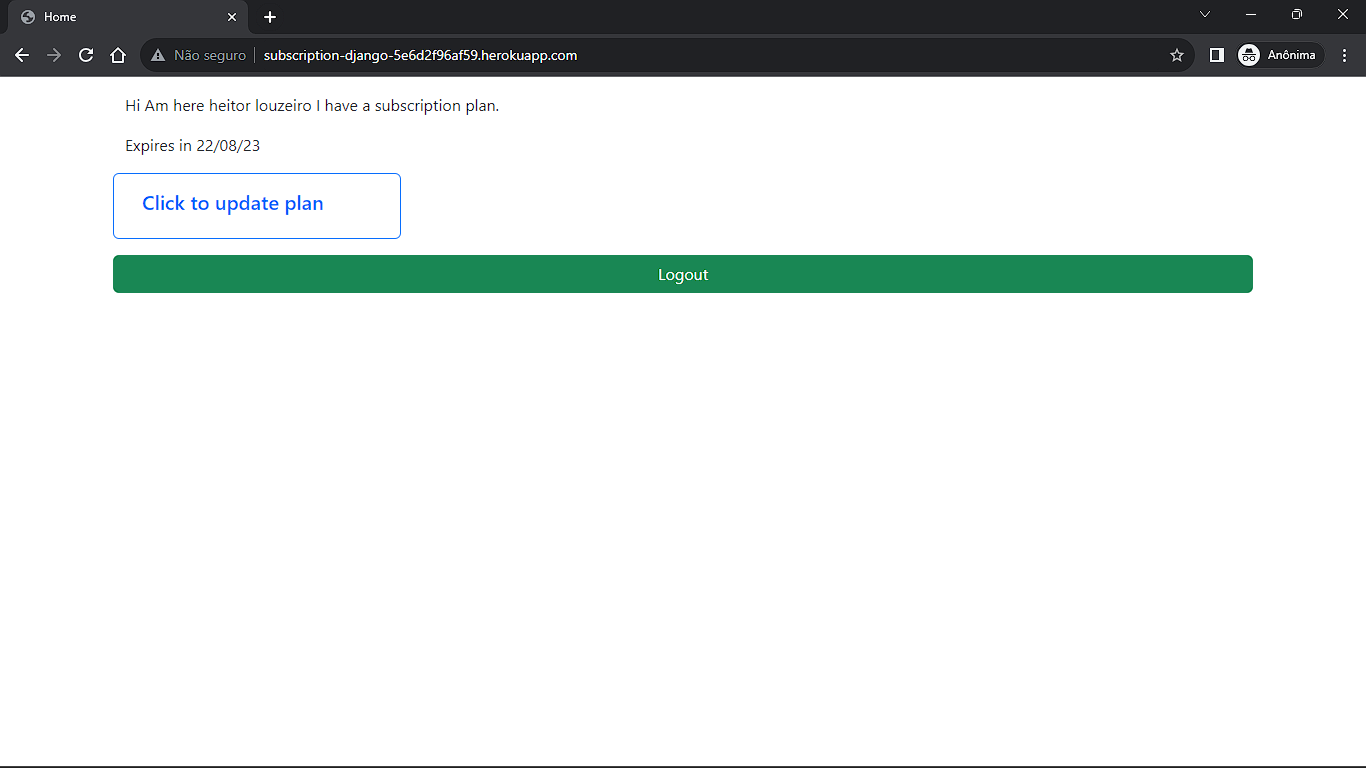 Home
Não seguro subscription-django-5e6d2f96af59.herokuapp.com Anônima
Hi Am here heitor louzeiro I have a subscription plan.
Expires in 22/08/23
Click to update plan
Logout